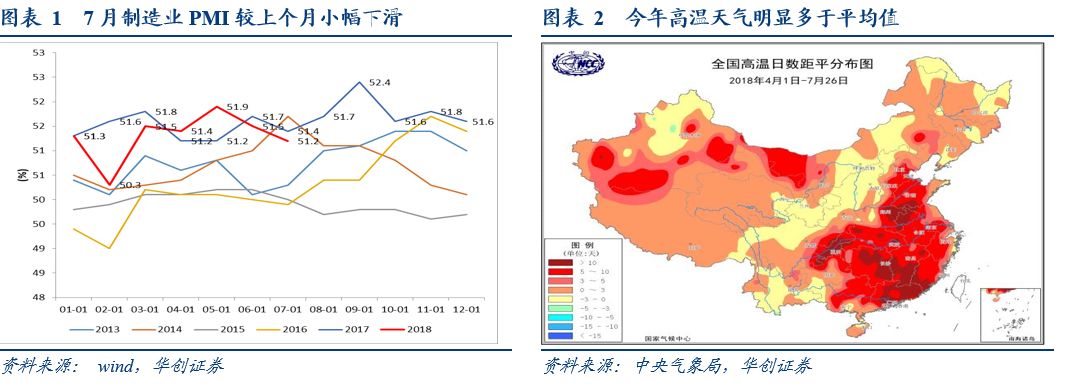 图表 1 7 月制造业 PMI 较上个月小幅下滑
53
52
52
51
51
50
50
49
49
48
(%)
52.4
51.8
51.9
51.8
51.6
51.5
51.4
51.7
51.5
51.4
51.7
51.6
51.6
51.3
51.2
51.2
51.2
50.3
01-01 02-01 03-01 04-01 05-01 06-01 07-01 08-01 09-01 10-01 11-01 12-01
2013 2014 2015 2016 2017 2018
资料来源： wind，华创证券
图表 2 今年高温天气明显多于平均值
NCC
全国高温日数距平分布图
2018年4月1日-7月26日
图 例
(单位:天)
> 10
5 ~ 10
3 ~ 5
0 ~ 3
-3 ~ 0
-5 ~ -3
-10 ~ -5
-15 ~ -10
< -15
国家气候中心
南海诸岛
资料来源：中央气象局，华创证券